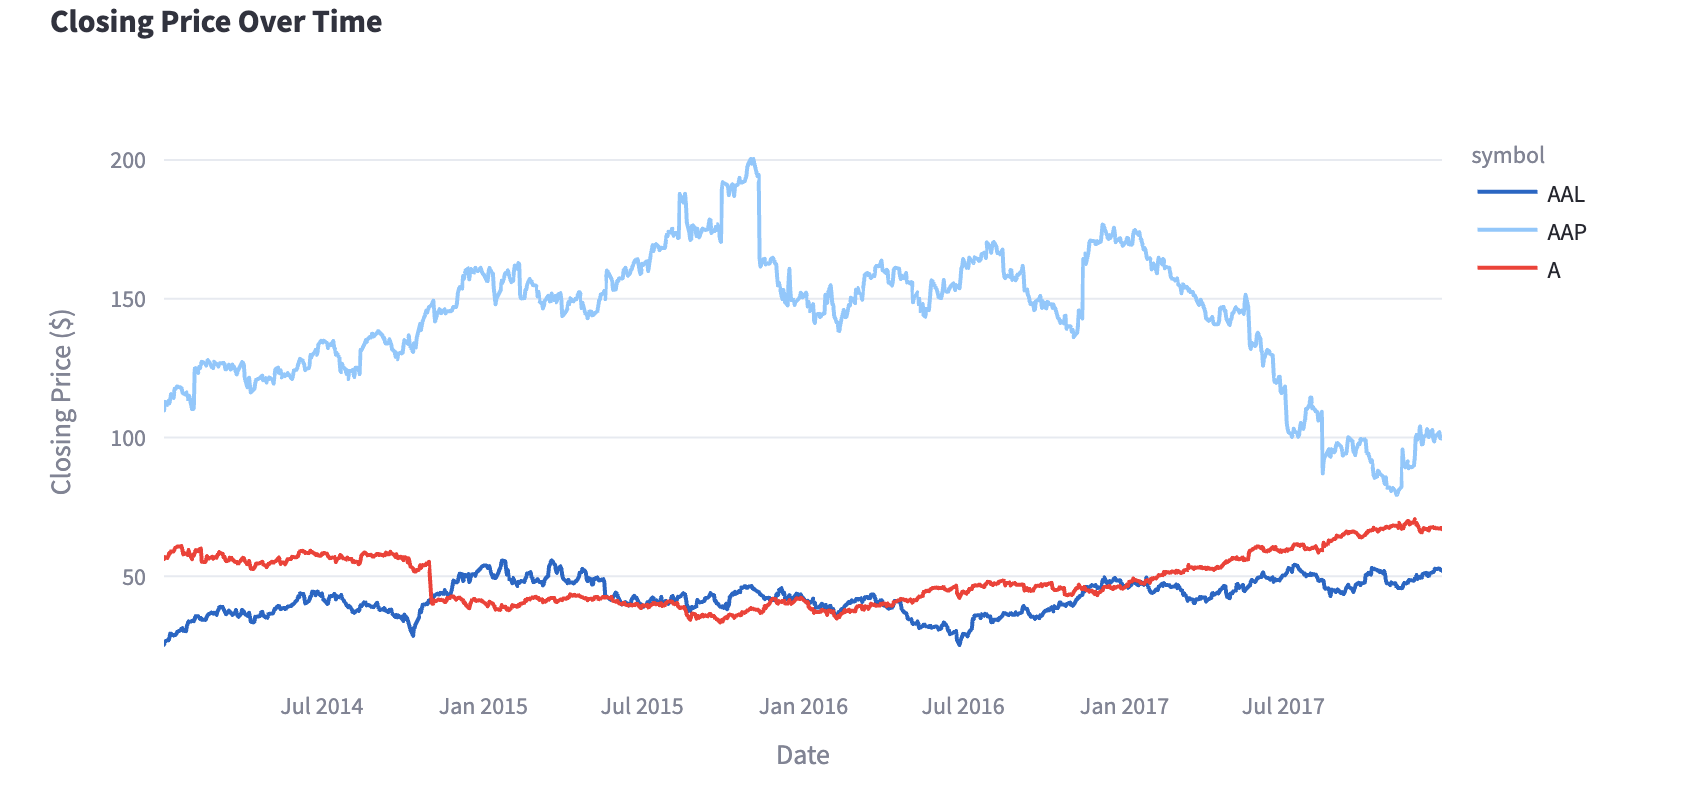 Closing Price Over Time
symbol
AAL
AAP
A
200
150
100
50
Closing Price ($)
Jul 2014
Jan 2015
Jul 2015
Jan 2016
Jul 2016
Jan 2017
Jul 2017
Date